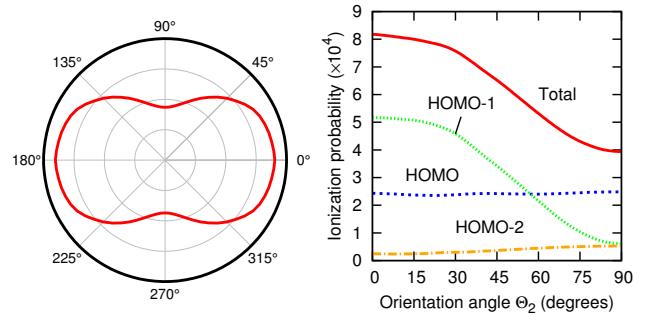 90°
135°
45°
180°
0°
225°
315°
270°
Ionization probability (×10⁴)
9
8
7
6
5
4
3
2
1
0
Total
HOMO-1
HOMO
HOMO-2
0 15 30 45 60 75 90
Orientation angle Θ₂ (degrees)